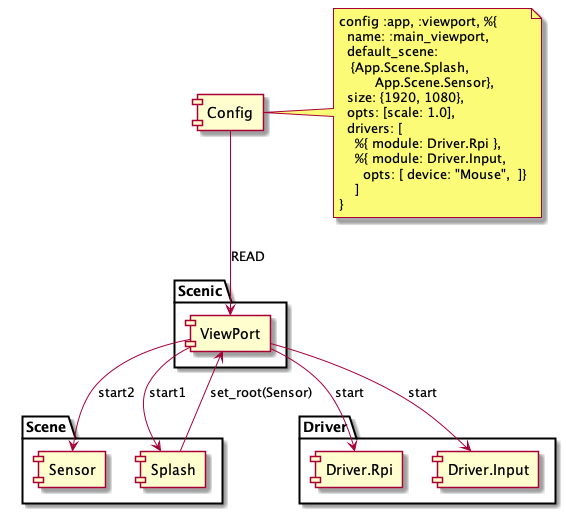 config :app, :viewport, %{
name: :main_viewport,
default_scene:
{App.Scene.Splash,
App.Scene.Sensor},
size: {1920, 1080},
opts: [scale: 1.0],
drivers: [
%{ module: Driver.Rpi },
%{ module: Driver.Input,
opts: [ device: "Mouse",  ]}
]
}
Config
READ
Scenic
ViewPort
start2
start1
set_root(Sensor)
start
start
Scene
Sensor
Splash
Driver
Driver.Rpi
Driver.Input